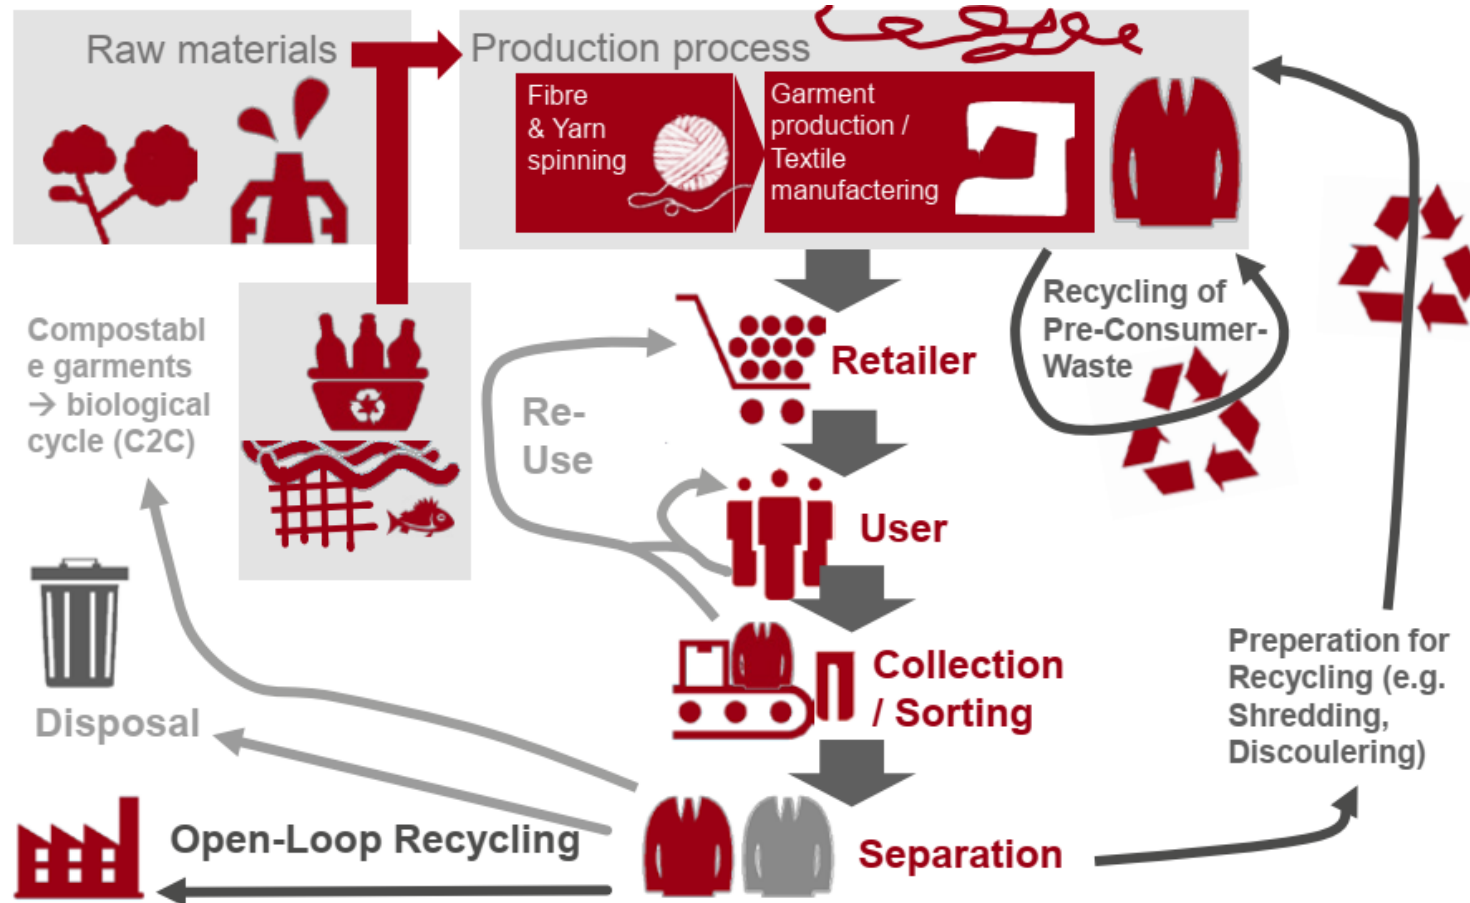 Raw materials
Production process
Fibre
& Yarn
spinning
Garment
production /
Textile
manufactering
Recycling of
Pre-Consumer-
Waste
Compostabl
e garments
→ biological
cycle (C2C)
Re-
Use
Retailer
User
Collection
/ Sorting
Preperation for
Recycling (e.g.
Shredding,
Discoulering)
Disposal
Open-Loop Recycling
Separation